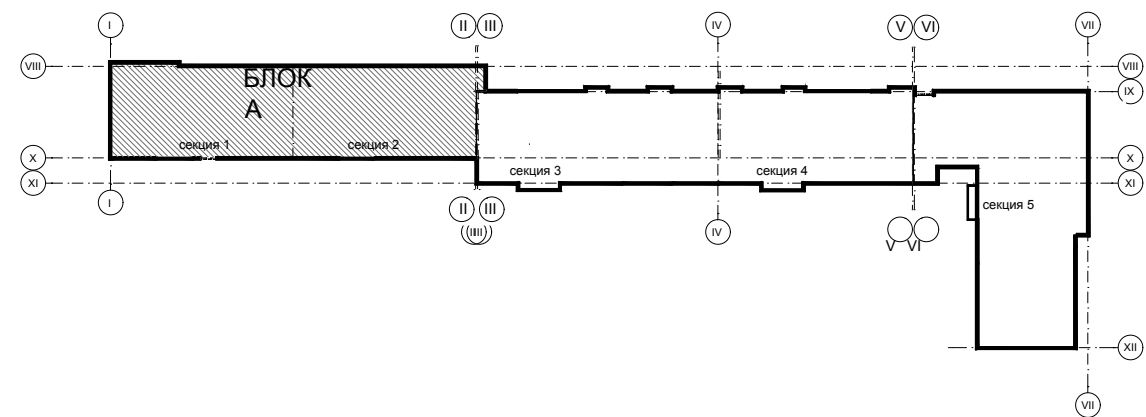 I
II III
IV
V VI
VII
VIII
VIII
БЛОК
А
IX
секция 1
секция 2
X
X
секция 3
секция 4
XI
XI
I
секция 5
II III
IV
V VI
XII
VII